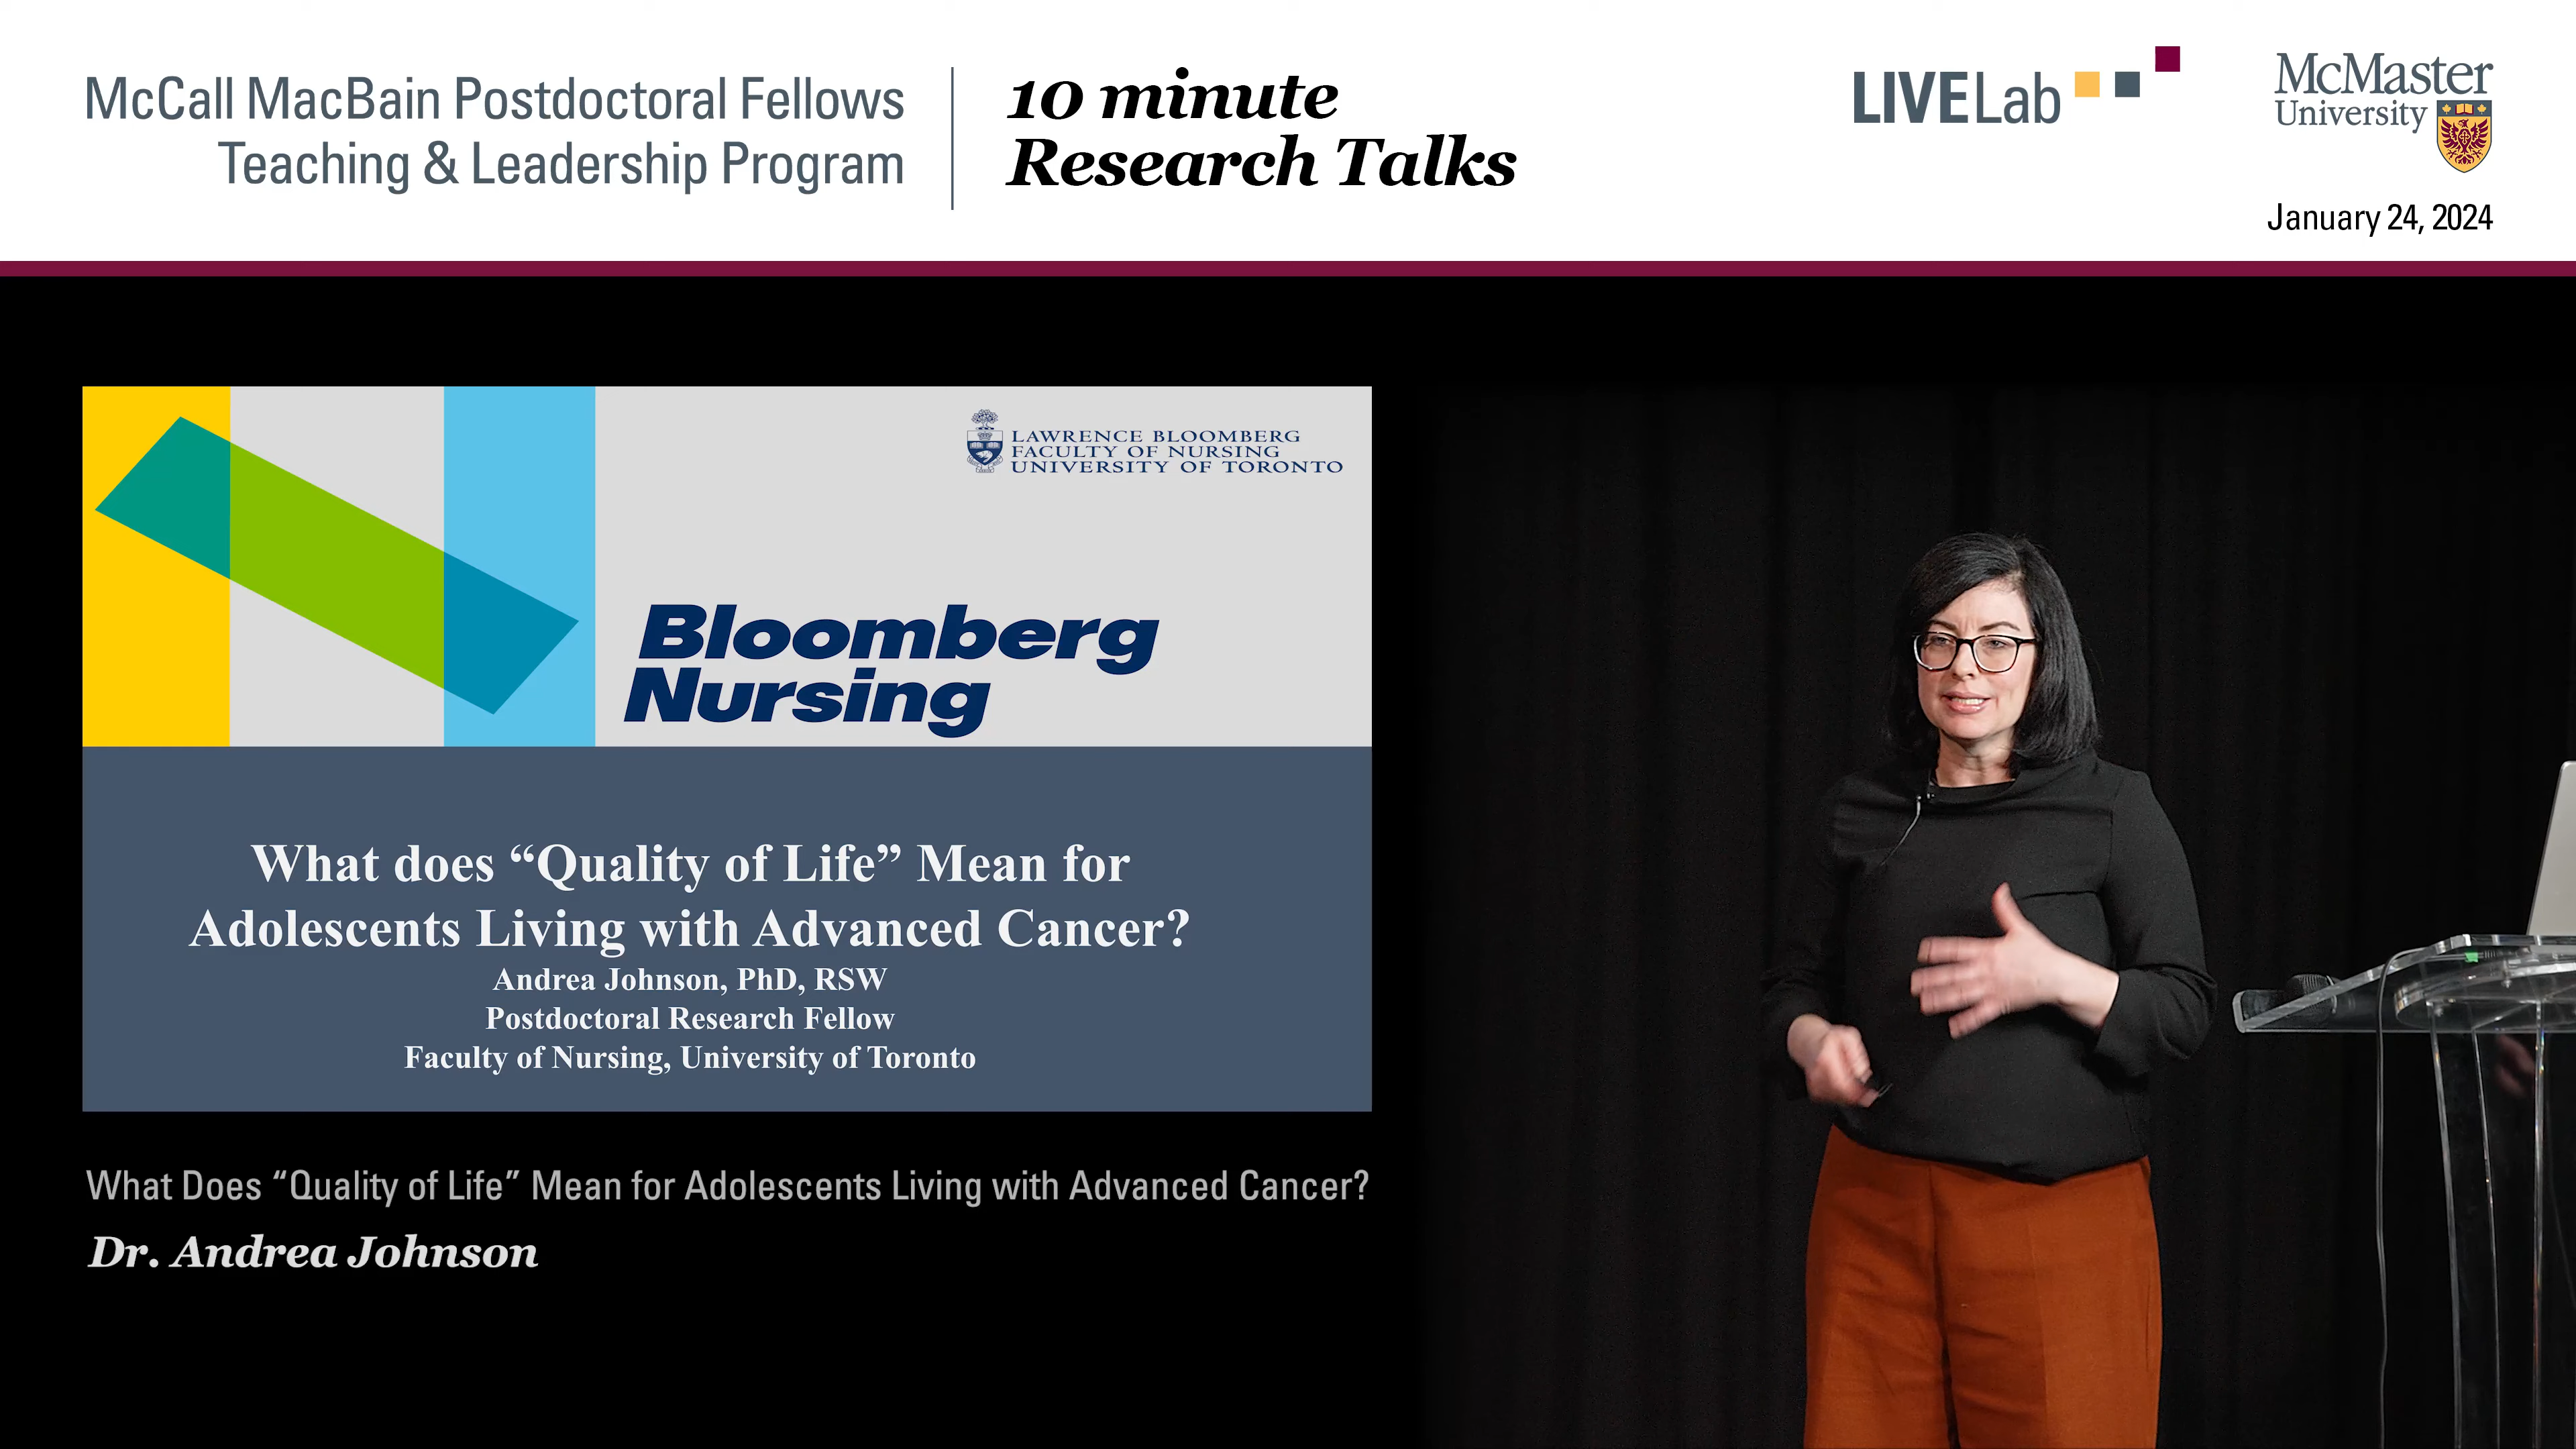 McCall MacBain Postdoctoral Fellows
Teaching & Leadership Program
10 minute
Research Talks
LIVELab
McMaster
University
January 24, 2024
LAWRENCE BLOOMBERG
FACULTY OF NURSING
UNIVERSITY OF TORONTO
Bloomberg
Nursing
What does “Quality of Life” Mean for
Adolescents Living with Advanced Cancer?
Andrea Johnson, PhD, RSW
Postdoctoral Research Fellow
Faculty of Nursing, University of Toronto
What Does “Quality of Life” Mean for Adolescents Living with Advanced Cancer?
Dr. Andrea Johnson